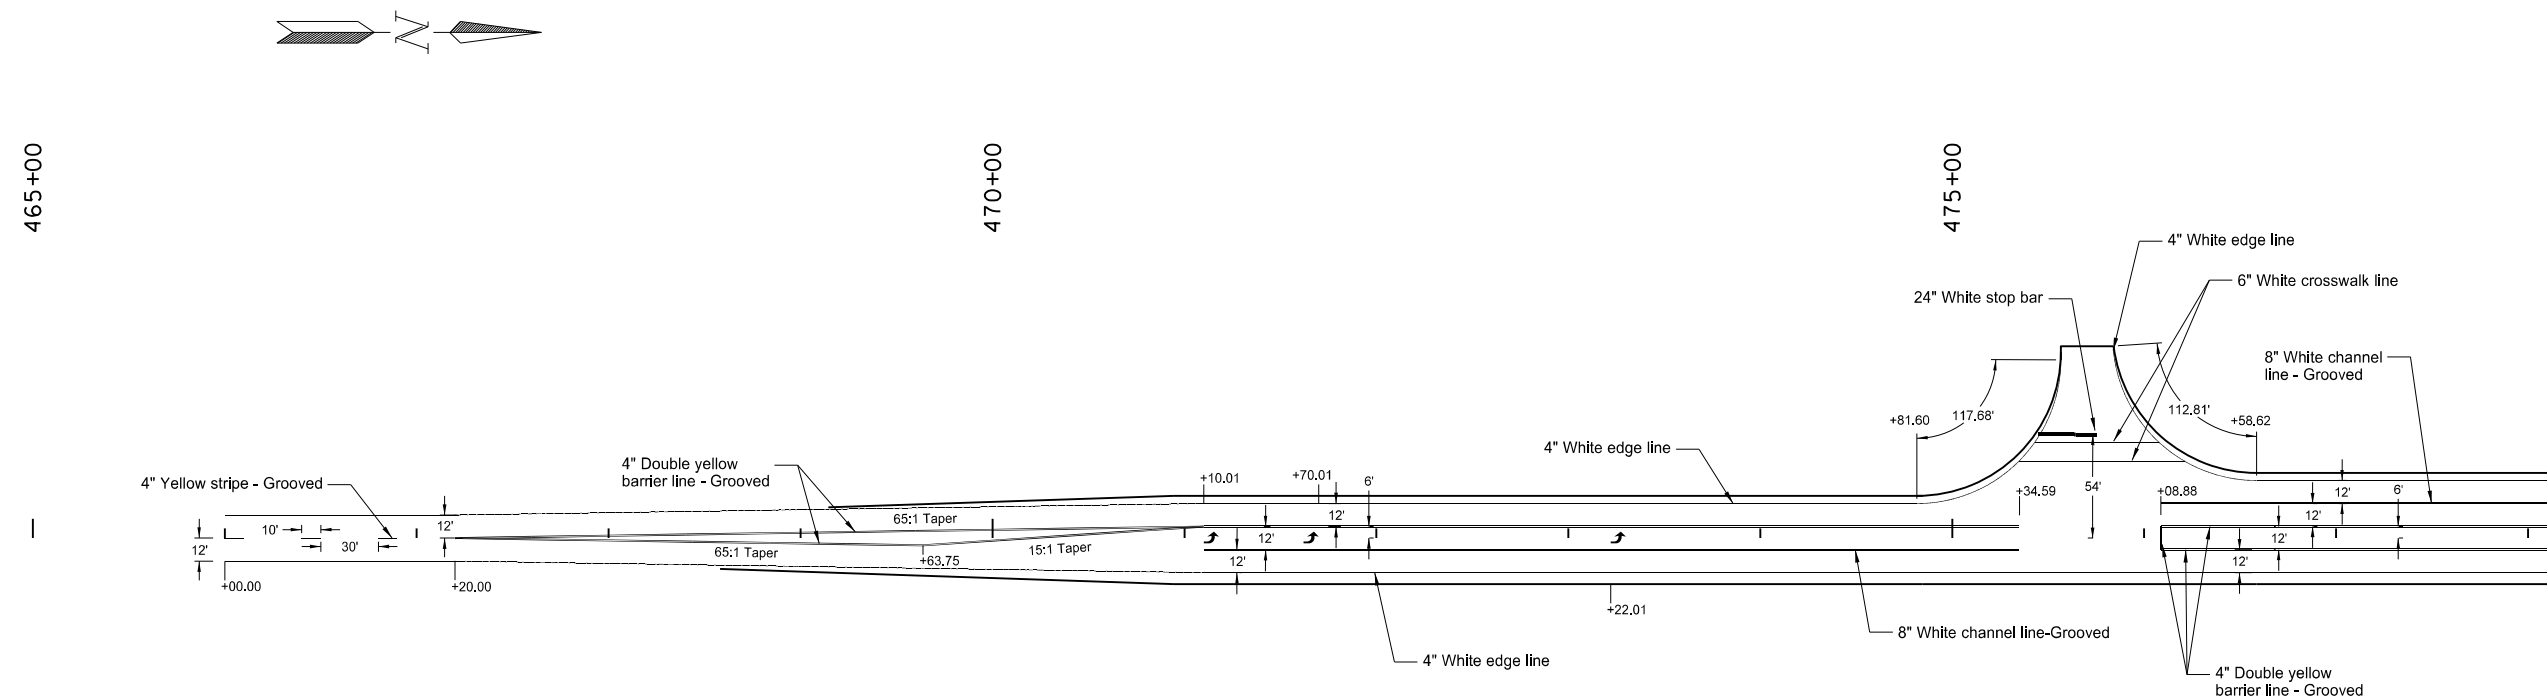 N
465+00
470+00
475+00
4" White edge line
6" White crosswalk line
24" White stop bar
8" White channel
line - Grooved
+81.60
117.68'
112.81'
+58.62
4" White edge line
4" Double yellow
barrier line - Grooved
4" Yellow stripe - Grooved
+10.01
+70.01
6'
+34.59
54'
+08.88
12'
6'
12'
12'
65:1 Taper
12'
10'
12'
12'
12'
30'
12'
65:1 Taper
15:1 Taper
+63.75
12'
12'
+00.00
+20.00
+22.01
8" White channel line-Grooved
4" White edge line
4" Double yellow
barrier line - Grooved